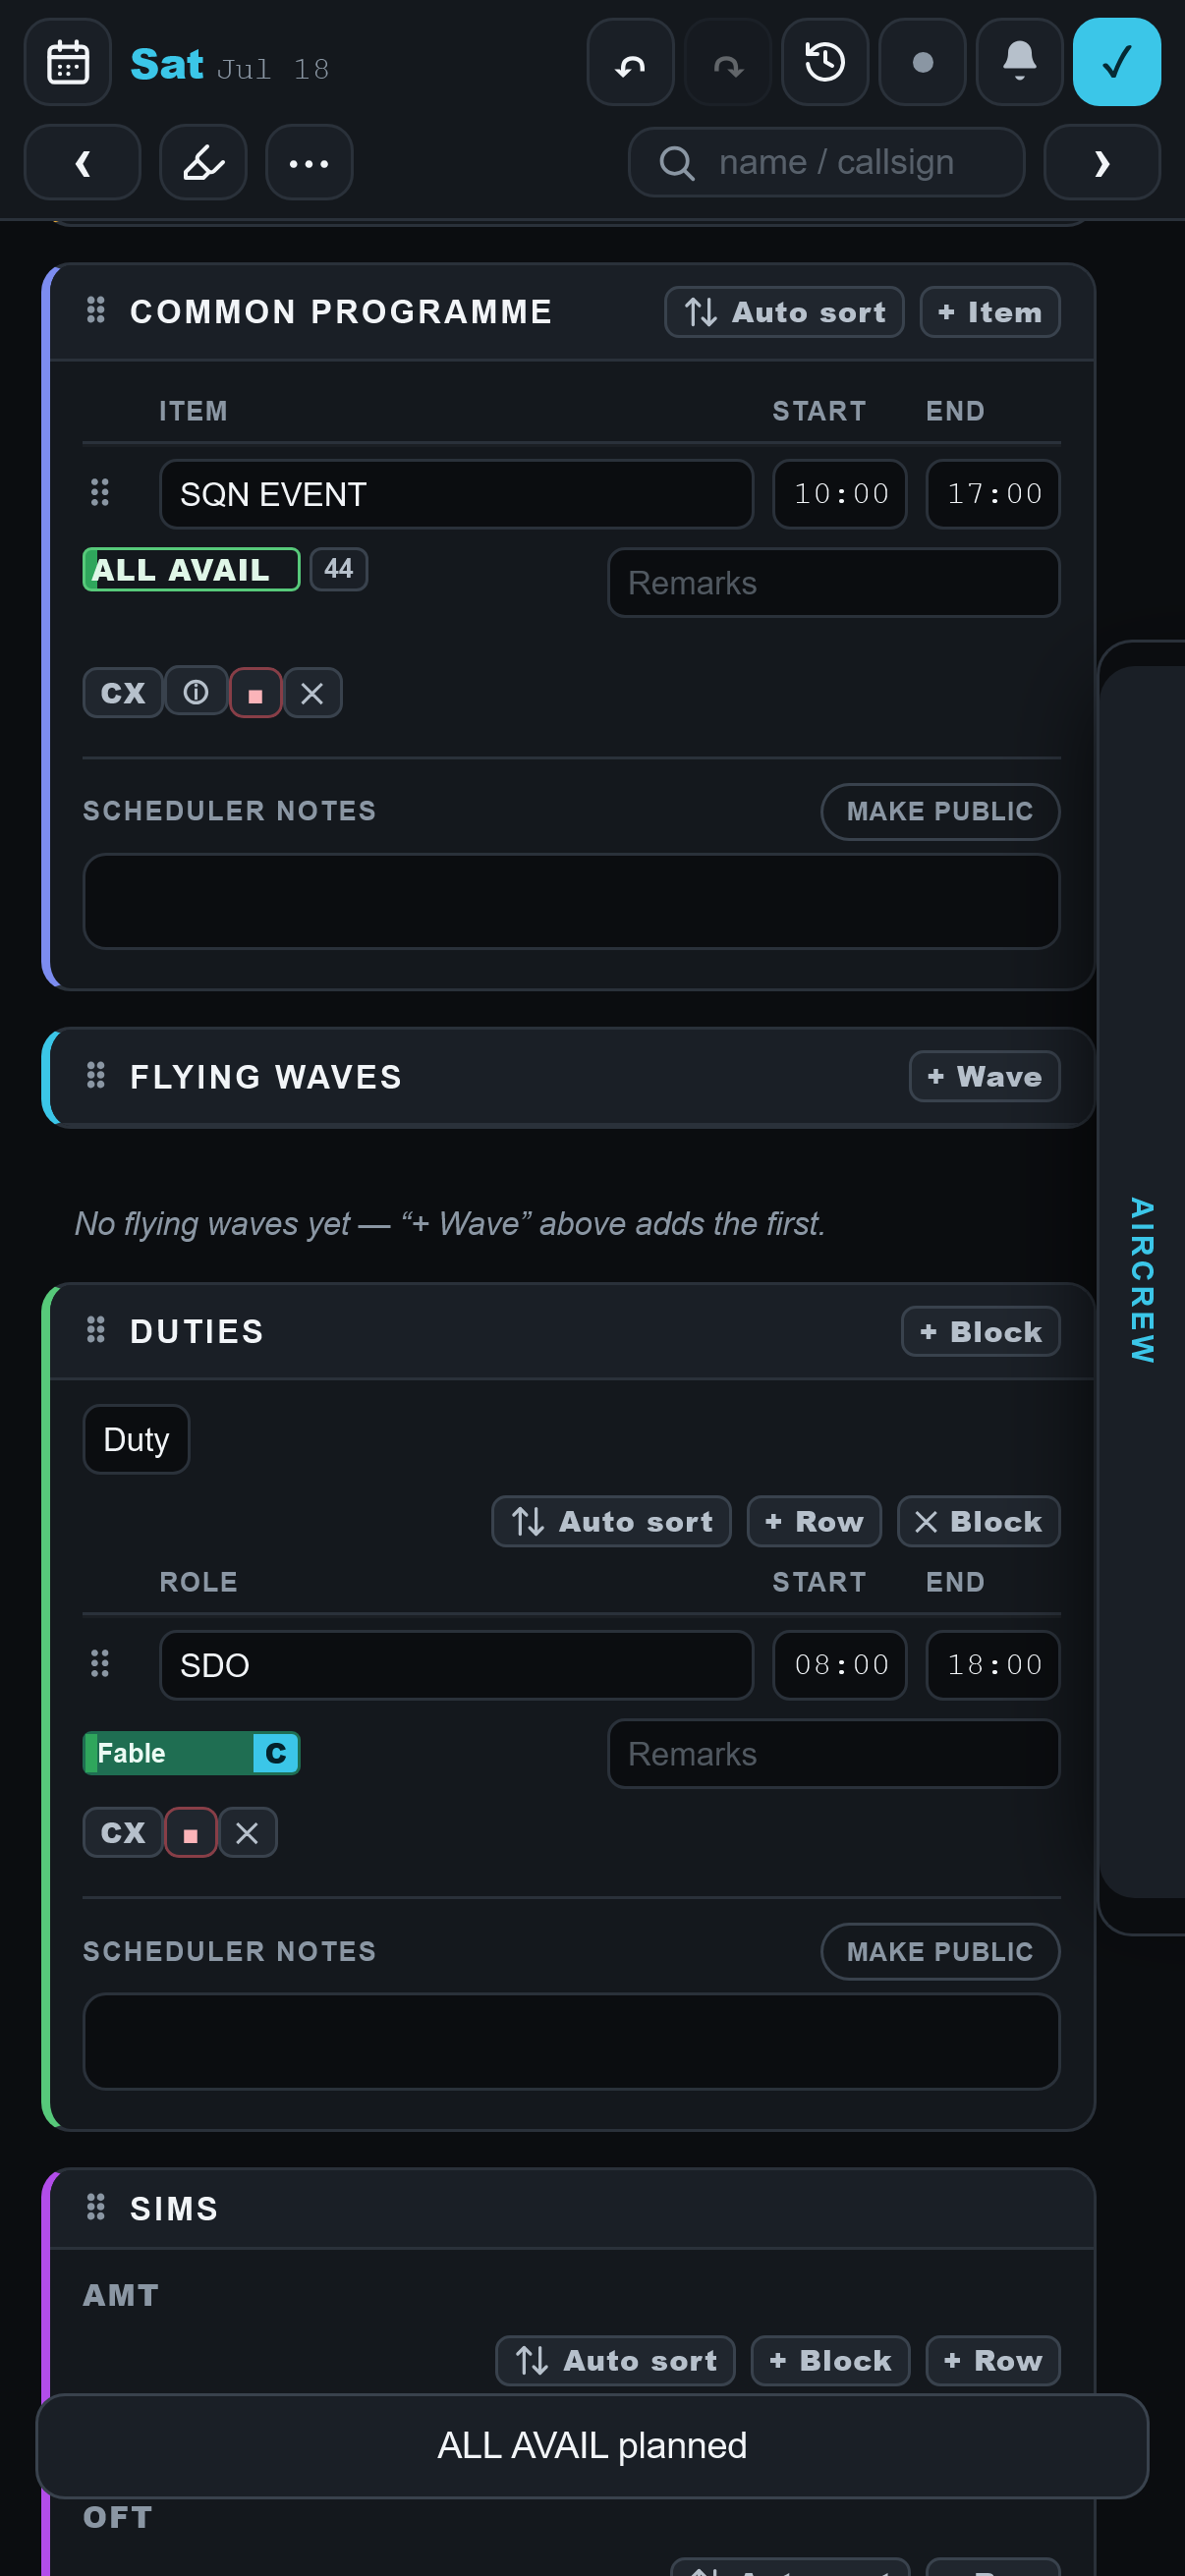 Sat Jul 18
name / callsign
COMMON PROGRAMME Auto sort + Item
ITEM START END
SQN EVENT 10:00 17:00
ALL AVAIL 44 Remarks
CX
SCHEDULER NOTES MAKE PUBLIC
FLYING WAVES + Wave
AIRCREW
No flying waves yet — “+ Wave” above adds the first.
DUTIES + Block
Duty
Auto sort + Row × Block
ROLE START END
SDO 08:00 18:00
Fable C Remarks
CX
SCHEDULER NOTES MAKE PUBLIC
SIMS
AMT
Auto sort + Block + Row
ALL AVAIL planned
OFT